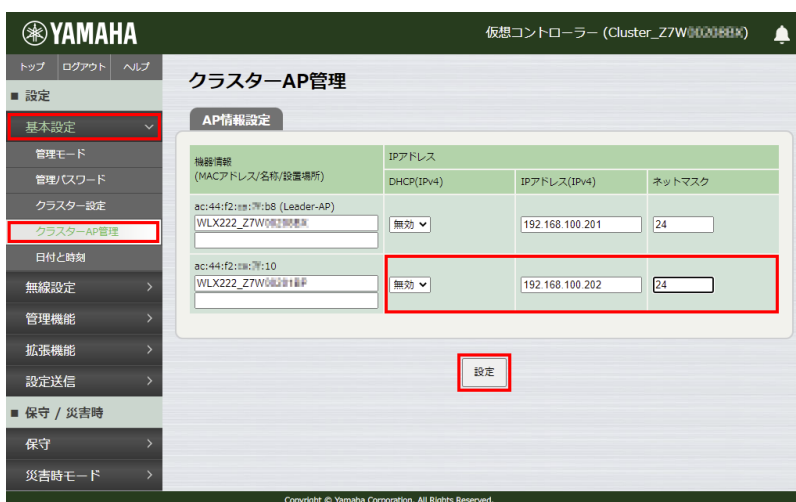 YAMAHA
仮想コントローラー (Cluster_Z7W
トップ ログアウト ヘルプ
■ 設定
基本設定
管理モード
管理パスワード
クラスター設定
クラスターAP管理
日付と時刻
無線設定
管理機能
拡張機能
設定送信
■ 保守 / 災害時
保守
災害時モード
クラスターAP管理
AP情報設定
機器情報
(MACアドレス/名称/設置場所)
IPアドレス
DHCP(IPv4) IPアドレス(IPv4) ネットマスク
ac:44:f2: :b8 (Leader-AP)
WLX222_Z7W
無効 192.168.100.201 24
ac:44:f2: :10
WLX222_Z7W
無効 192.168.100.202 24
設定
Copyright © Yamaha Corporation. All Rights Reserved.